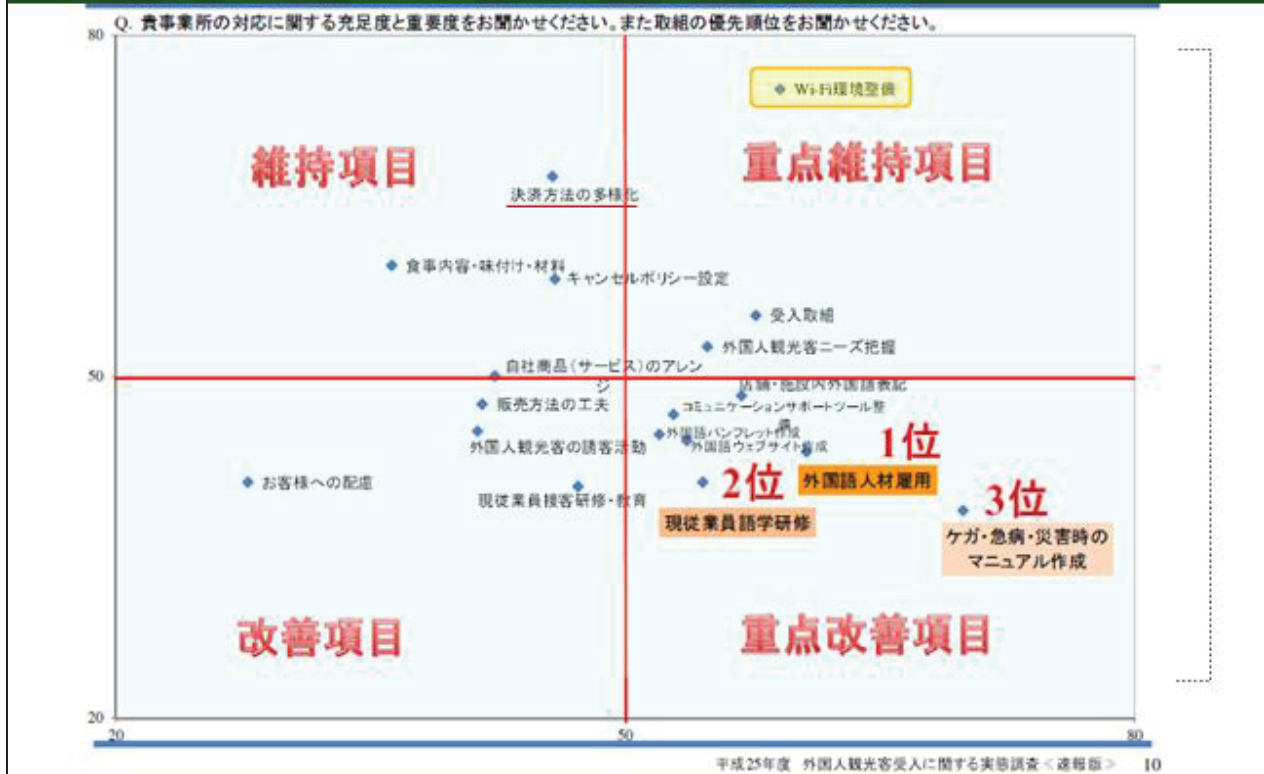 Q. 貴事業所の対応に関する充足度と重要度をお聞かせください。また取組の優先順位をお聞かせください。
80
Wi-Fi環境整備
維持項目
重点維持項目
決済方法の多様化
食事内容・味付け・材料
キャンセルポリシー設定
受入取組
外国人観光客ニーズ把握
自社商品(サービス)のアレン
ジ
50
店舗・施設内外国語表記
販売方法の工夫
コミュニケーションサポートツール整
備
外国語パンフレット作成
外国人観光客の誘客活動
外国語ウェブサイト作成
1位
外国語人材雇用
お客様への配慮
2位
現従業員接客研修・教育
現従業員語学研修
3位
ケガ・急病・災害時の
マニュアル作成
改善項目
重点改善項目
20
20
50
80
平成25年度 外国人観光客受入に関する実態調査<速報版> 10